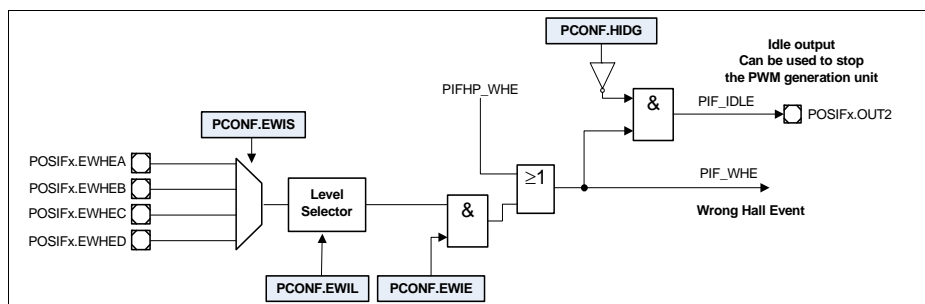 PCONF.HIDG
Idle output
Can be used to stop
the PWM generation unit
PIFHP_WHE
&
PIF_IDLE
POSIFx.OUT2
PCONF.EWIS
POSIFx.EWHEA
POSIFx.EWHEB
POSIFx.EWHEC
POSIFx.EWHED
Level
Selector
&
≥1
PIF_WHE
Wrong Hall Event
PCONF.EWIL
PCONF.EWIE